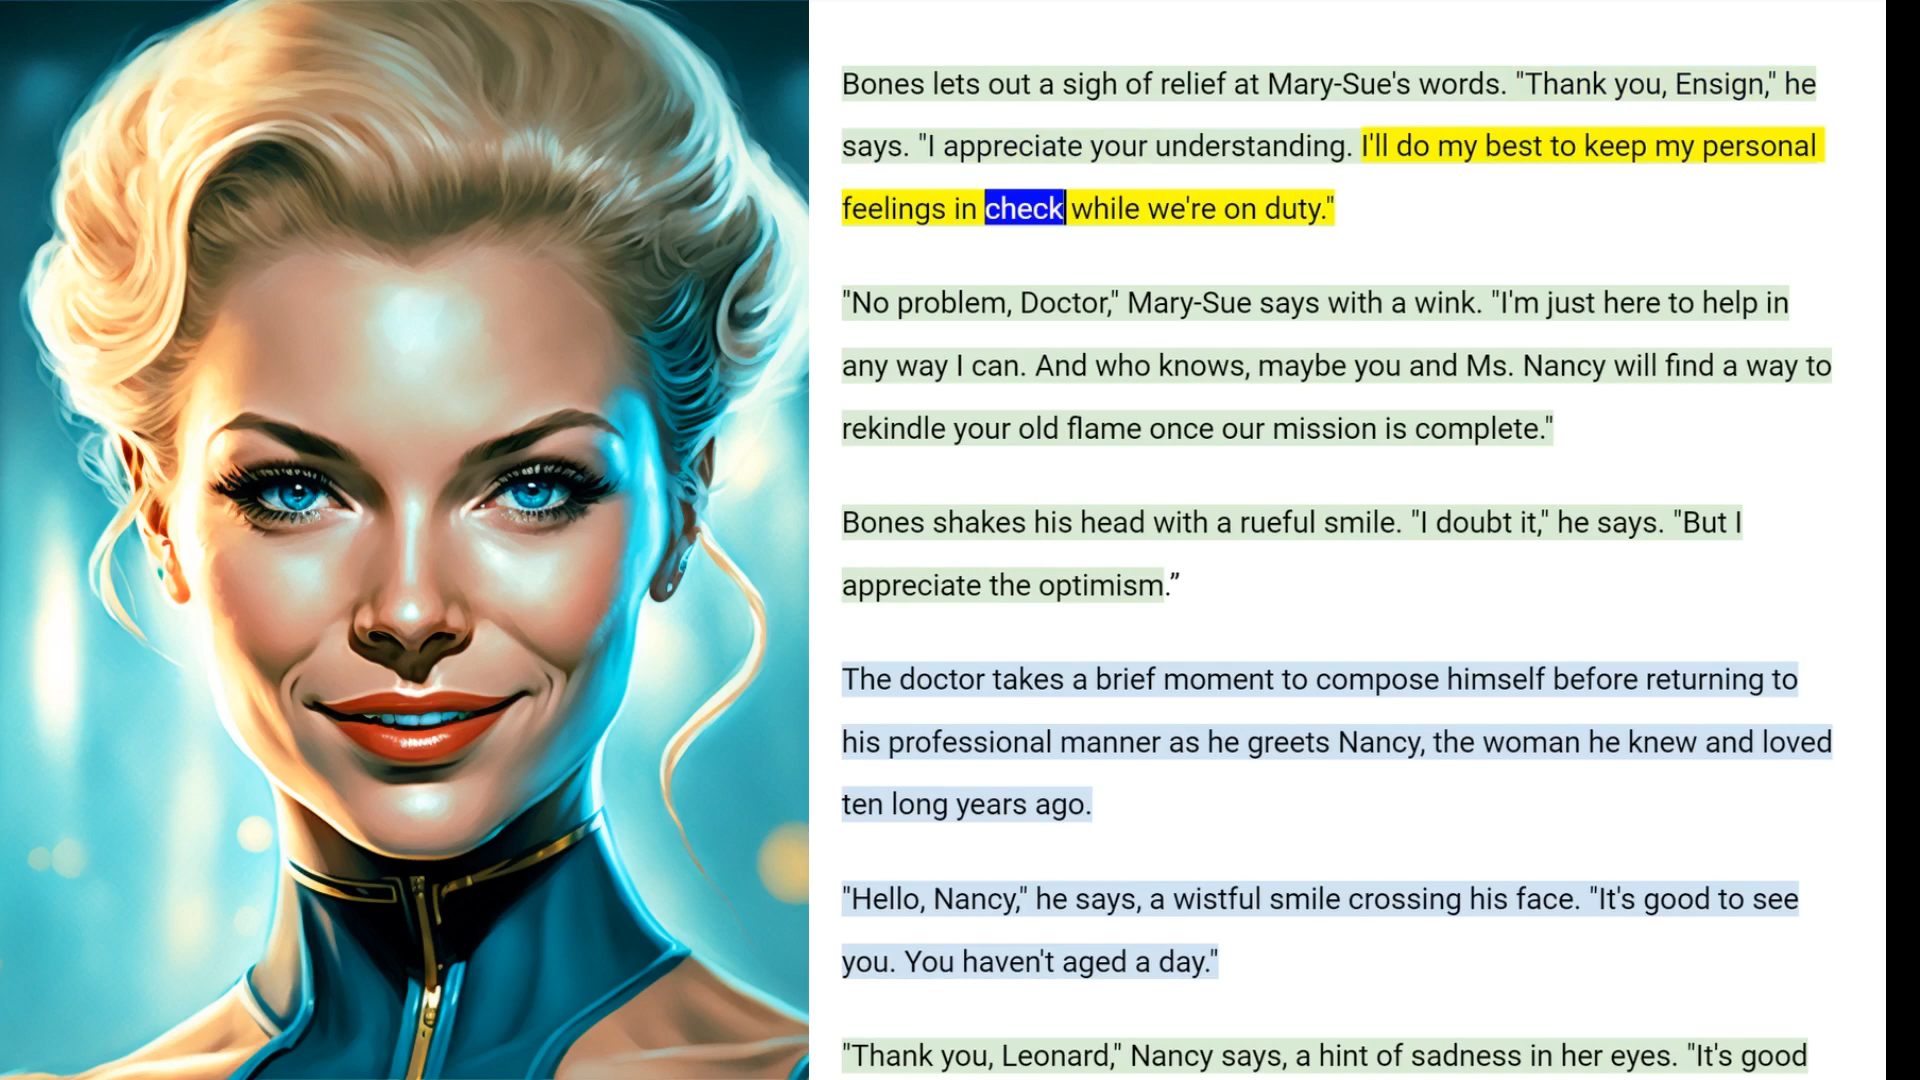 Bones lets out a sigh of relief at Mary-Sue's words. "Thank you, Ensign," he
says. "I appreciate your understanding. I'll do my best to keep my personal
feelings in check while we're on duty."
"No problem, Doctor," Mary-Sue says with a wink. "I'm just here to help in
any way I can. And who knows, maybe you and Ms. Nancy will find a way to
rekindle your old flame once our mission is complete."
Bones shakes his head with a rueful smile. "I doubt it," he says. "But I
appreciate the optimism.”
The doctor takes a brief moment to compose himself before returning to
his professional manner as he greets Nancy, the woman he knew and loved
ten long years ago.
"Hello, Nancy," he says, a wistful smile crossing his face. "It's good to see
you. You haven't aged a day."
"Thank you, Leonard," Nancy says, a hint of sadness in her eyes. "It's good